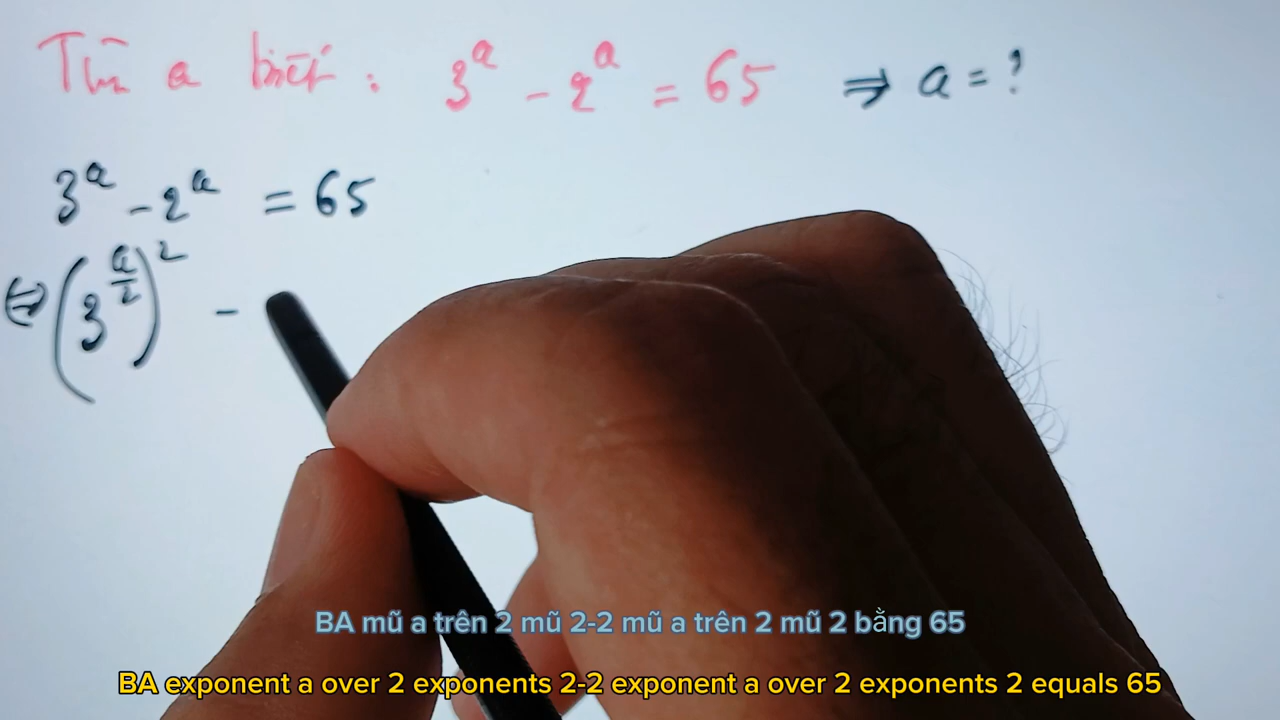 Tìm a biết : 3^a - 2^a = 65 ⇒ a = ?
3^a - 2^a = 65
⇔ (3^(a/2))^2 -
BA mũ a trên 2 mũ 2-2 mũ a trên 2 mũ 2 bằng 65
BA exponent a over 2 exponents 2-2 exponent a over 2 exponents 2 equals 65